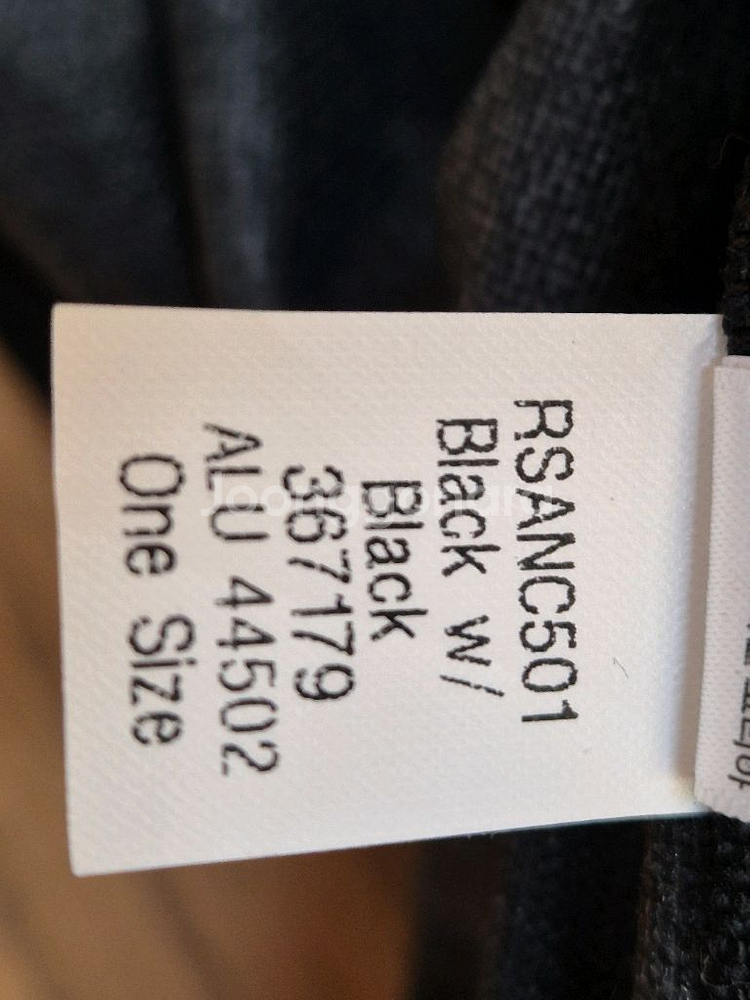 RSANC501
Black w/
Black
367179
ALU 44502
One Size